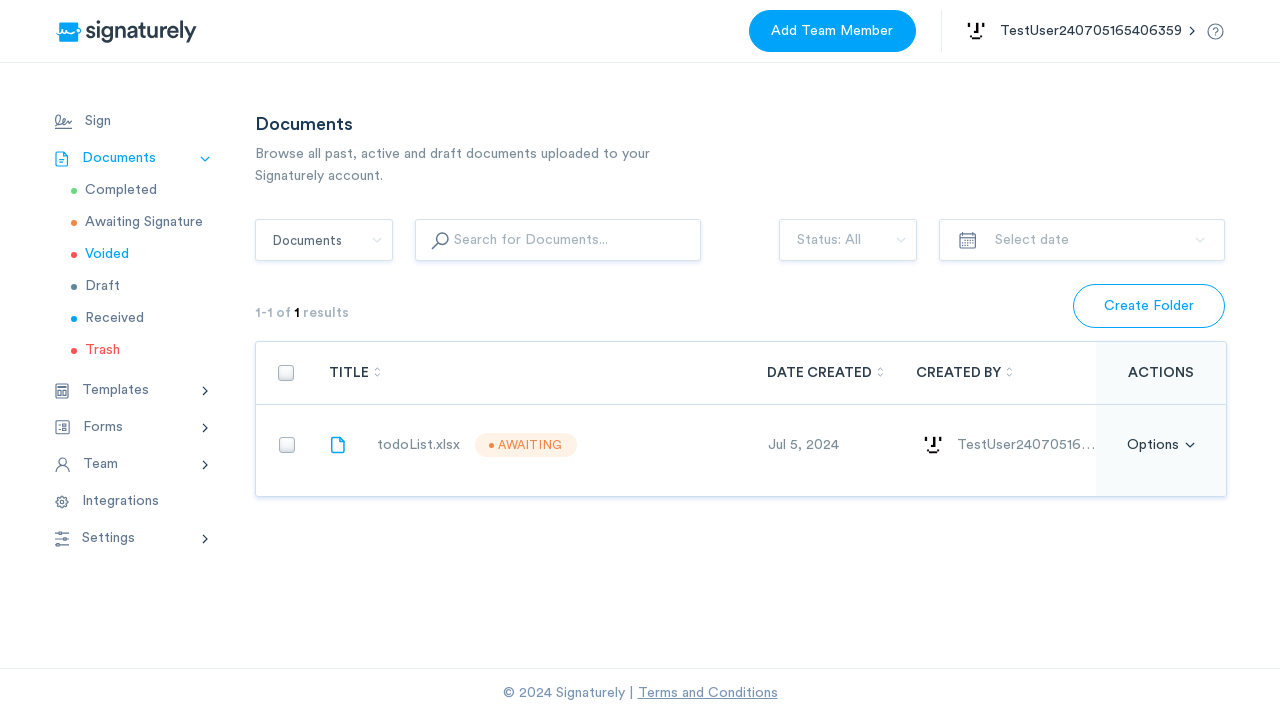 signaturely
Add Team Member
TestUser240705165406359
Sign
Documents
Completed
Awaiting Signature
Voided
Draft
Received
Trash
Templates
Forms
Team
Integrations
Settings
Documents
Browse all past, active and draft documents uploaded to your
Signaturely account.
Documents
Search for Documents...
Status: All
Select date
1-1 of 1 results
Create Folder
TITLE
DATE CREATED
CREATED BY
ACTIONS
todoList.xlsx
AWAITING
Jul 5, 2024
TestUser24070516...
Options
© 2024 Signaturely | Terms and Conditions